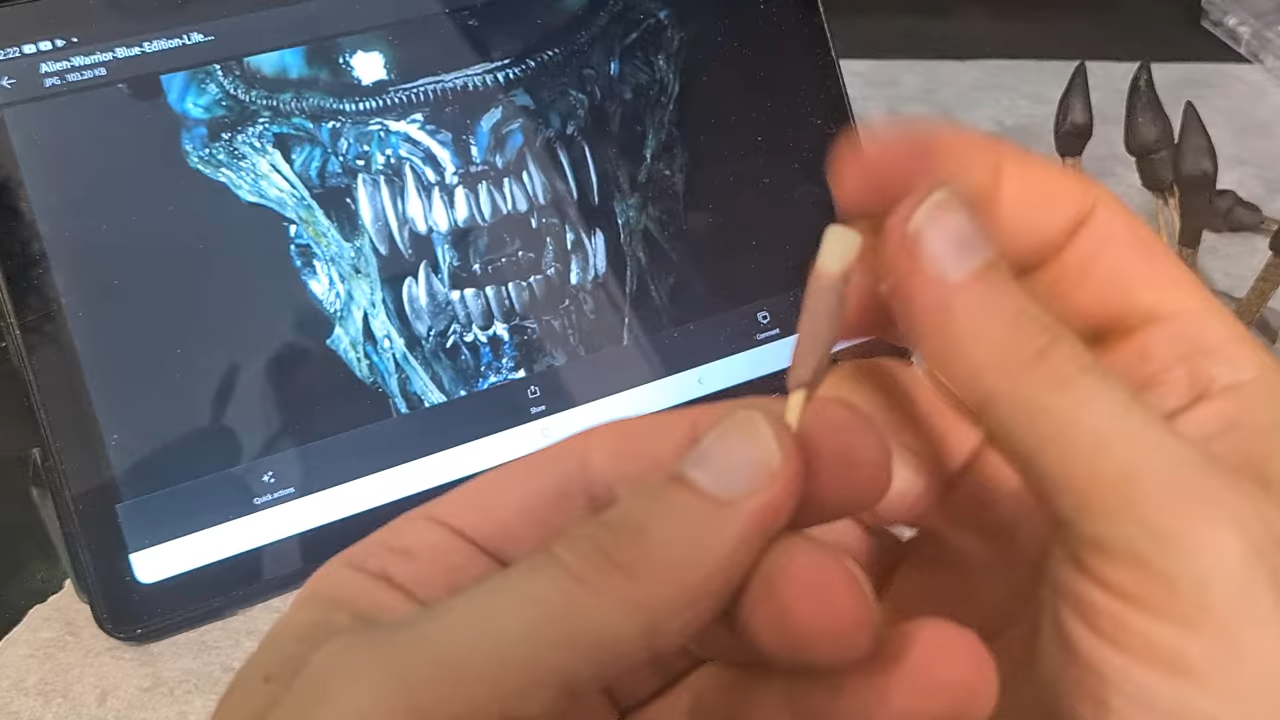 2:22
Alien-Warrior-Blue-Edition-Life...
JPG . 103.20 KB
Comment
Share
Quick actions